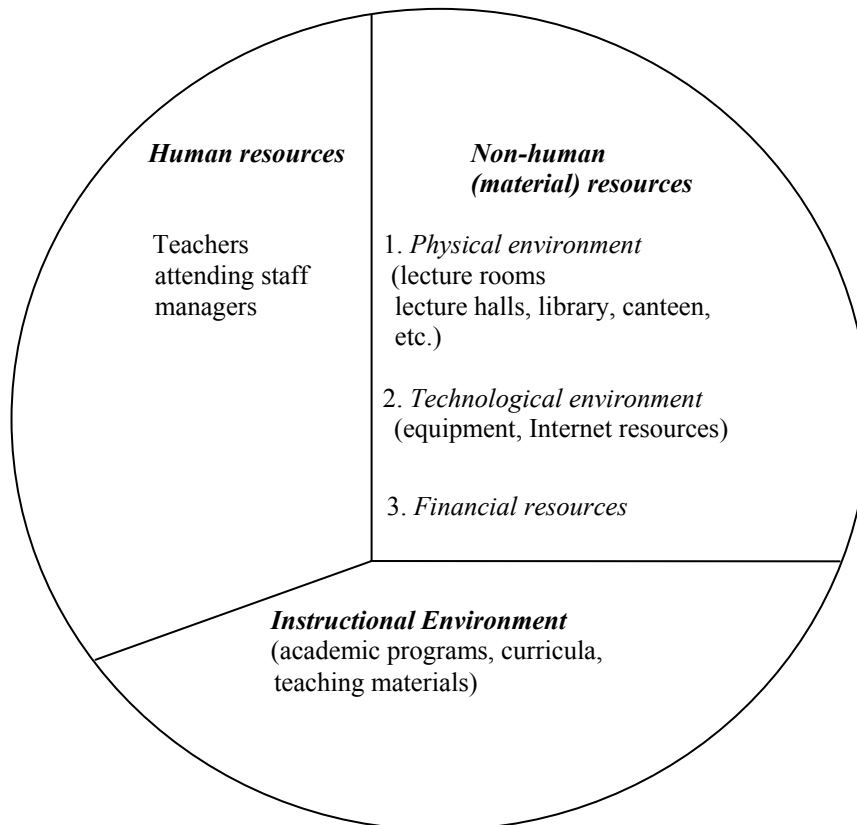 Human resources
Teachers
attending staff
managers
Non-human
(material) resources
1. Physical environment
(lecture rooms
lecture halls, library, canteen,
etc.)
2. Technological environment
(equipment, Internet resources)
3. Financial resources
Instructional Environment
(academic programs, curricula,
teaching materials)